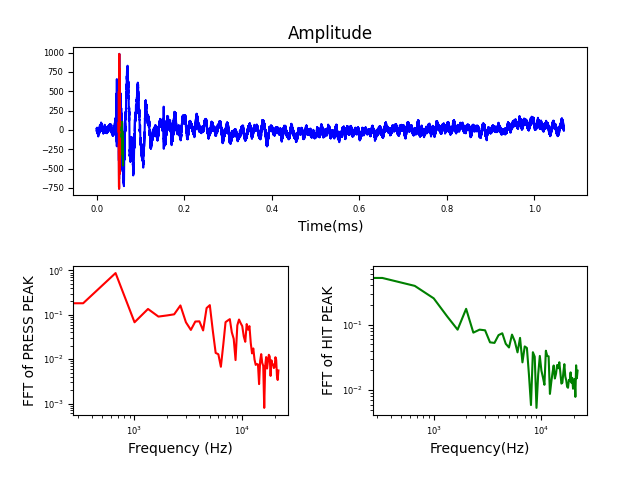 Amplitude
1000
750
500
250
0
−250
−500
−750
0.0 0.2 0.4 0.6 0.8 1.0
Time(ms)
FFT of PRESS PEAK
10⁰
10⁻¹
10⁻²
10⁻³
10³ 10⁴
Frequency (Hz)
FFT of HIT PEAK
10⁻¹
10⁻²
10³ 10⁴
Frequency(Hz)